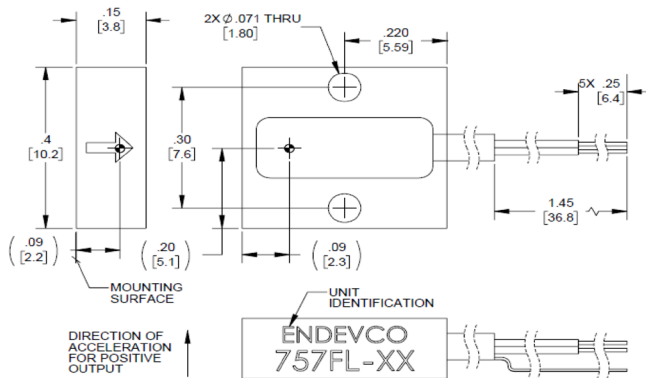 .15
[3.8]
2X Ø .071 THRU
[1.80]
.220
[5.59]
5X .25
[6.4]
.4
[10.2]
.30
[7.6]
1.45
[36.8]
( .09
[2.2] )
( .20
[5.1] )
( .09
[2.3] )
MOUNTING
SURFACE
UNIT
IDENTIFICATION
DIRECTION OF
ACCELERATION
FOR POSITIVE
OUTPUT
ENDEVCO
757FL-XX